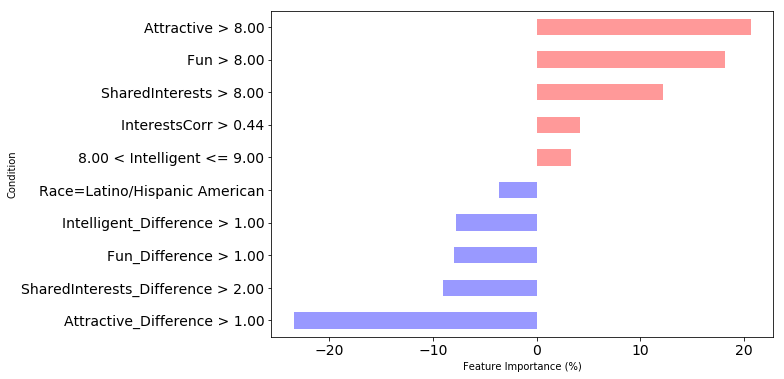 Attractive > 8.00
Fun > 8.00
SharedInterests > 8.00
InterestsCorr > 0.44
8.00 < Intelligent <= 9.00
Race=Latino/Hispanic American
Intelligent_Difference > 1.00
Fun_Difference > 1.00
SharedInterests_Difference > 2.00
Attractive_Difference > 1.00
Condition
−20 −10 0 10 20
Feature Importance (%)